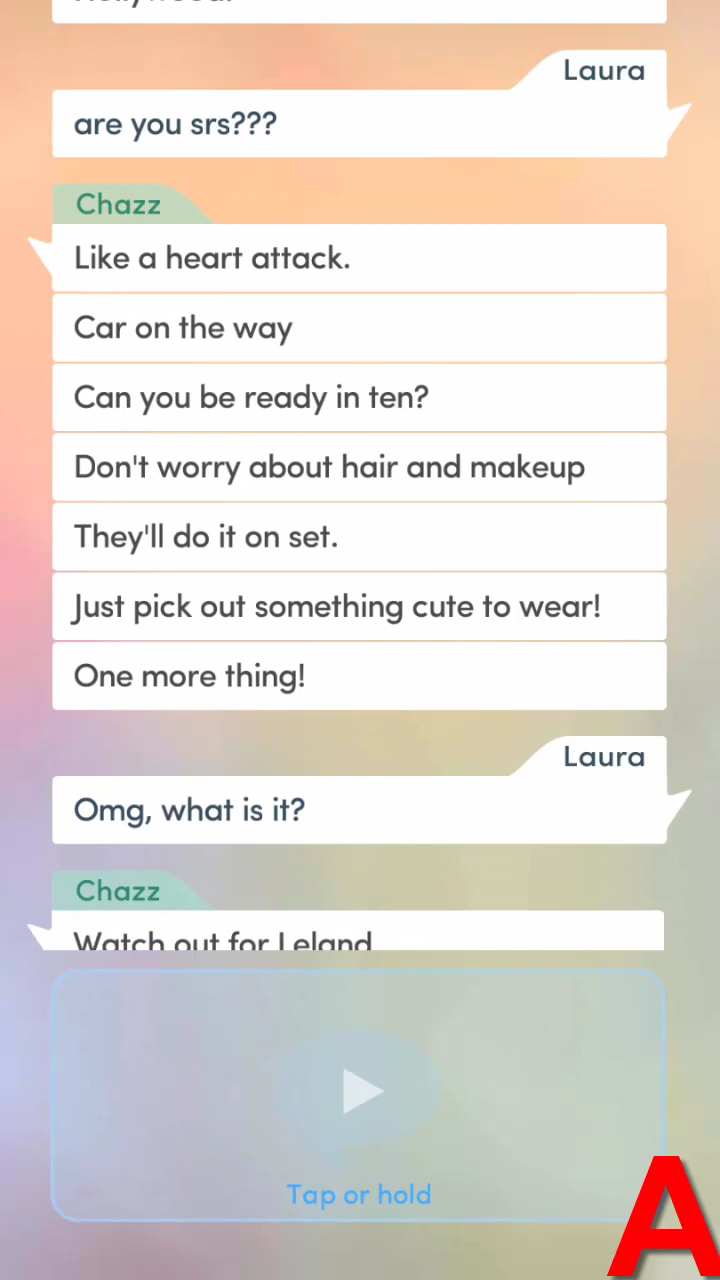 Laura
are you srs???
Chazz
Like a heart attack.
Car on the way
Can you be ready in ten?
Don't worry about hair and makeup
They'll do it on set.
Just pick out something cute to wear!
One more thing!
Laura
Omg, what is it?
Chazz
Watch out for Leland
Tap or hold
A